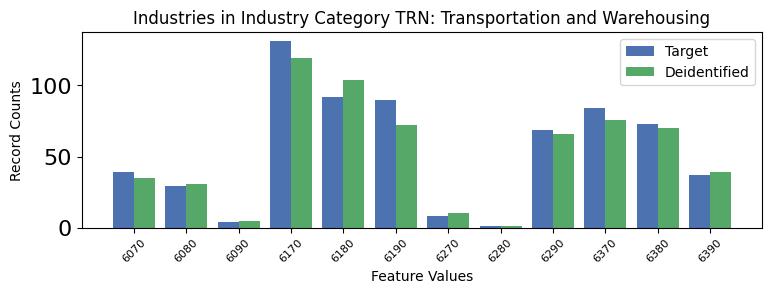 Industries in Industry Category TRN: Transportation and Warehousing
Target
Deidentified
Record Counts
100
50
0
6070 6080 6090 6170 6180 6190 6270 6280 6290 6370 6380 6390
Feature Values